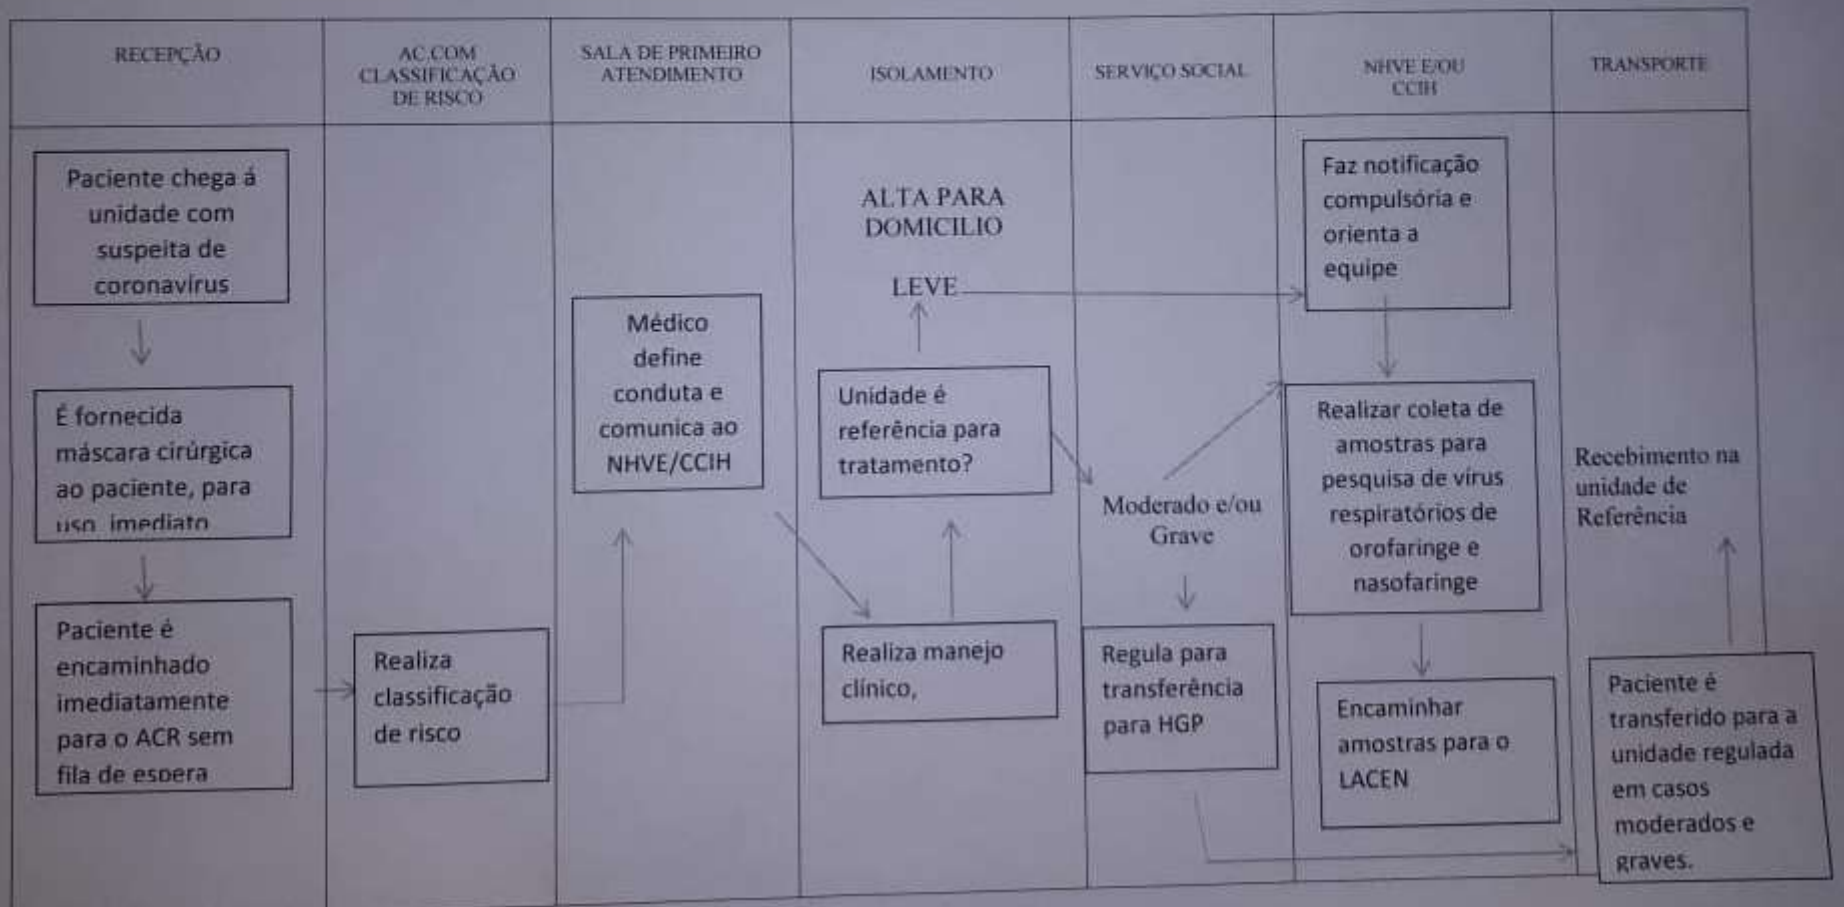 RECEPÇÃO
AC.COM
CLASSIFICAÇÃO
DE RISCO
SALA DE PRIMEIRO
ATENDIMENTO
ISOLAMENTO
SERVIÇO SOCIAL
NHVE E/OU
CCIH
TRANSPORTE
Paciente chega á
unidade com
suspeita de
coronavírus
É fornecida
máscara cirúrgica
ao paciente, para
uso imediato
Paciente é
encaminhado
imediatamente
para o ACR sem
fila de espera
Realiza
classificação
de risco
Médico
define
conduta e
comunica ao
NHVE/CCIH
ALTA PARA
DOMICILIO
LEVE
Unidade é
referência para
tratamento?
Realiza manejo
clínico,
Moderado e/ou
Grave
Regula para
transferência
para HGP
Faz notificação
compulsória e
orienta a
equipe
Realizar coleta de
amostras para
pesquisa de vírus
respiratórios de
orofaringe e
nasofaringe
Encaminhar
amostras para o
LACEN
Recebimento na
unidade de
Referência
Paciente é
transferido para a
unidade regulada
em casos
moderados e
graves.